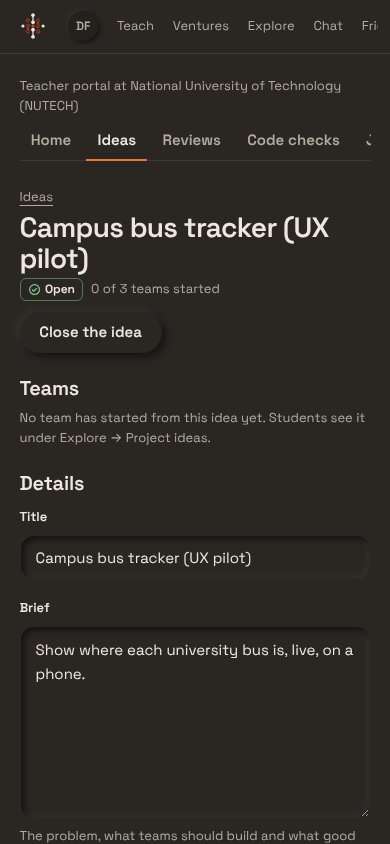 DF Teach Ventures Explore Chat
Teacher portal at National University of Technology
(NUTECH)
Home Ideas Reviews Code checks
Ideas
Campus bus tracker (UX
pilot)
Open 0 of 3 teams started
Close the idea
Teams
No team has started from this idea yet. Students see it
under Explore → Project ideas.
Details
Title
Campus bus tracker (UX pilot)
Brief
Show where each university bus is, live, on a
phone.
The problem, what teams should build and what good